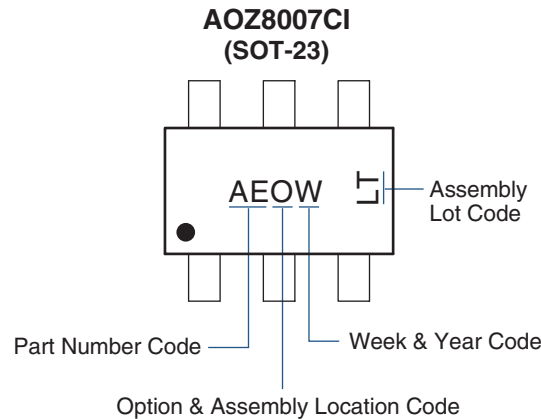 AOZ8007CI
(SOT-23)
AEOW
LT
Assembly
Lot Code
Part Number Code
Week & Year Code
Option & Assembly Location Code